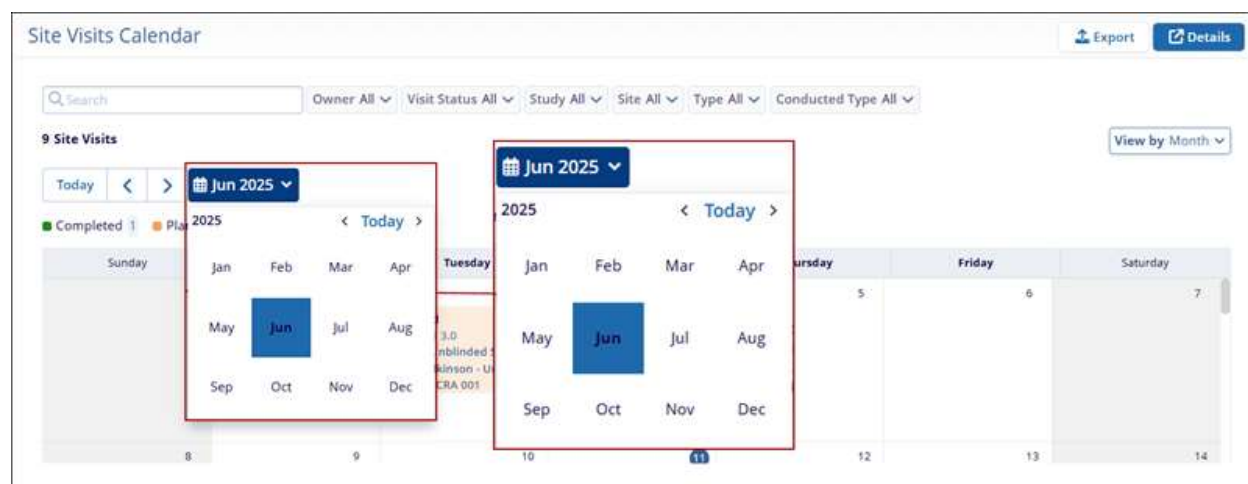 Site Visits Calendar
Export Details
Search Owner All Visit Status All Study All Site All Type All Conducted Type All
9 Site Visits
View by Month
Today < > Jun 2025
2025 < Today >
Jan Feb Mar Apr
May Jun Jul Aug
Sep Oct Nov Dec
Jun 2025
2025 < Today >
Jan Feb Mar Apr
May Jun Jul Aug
Sep Oct Nov Dec
Completed 1
Sunday Tuesday Friday Saturday
5 6 7
3.0
CRA 001
8 9 10 11 12 13 14